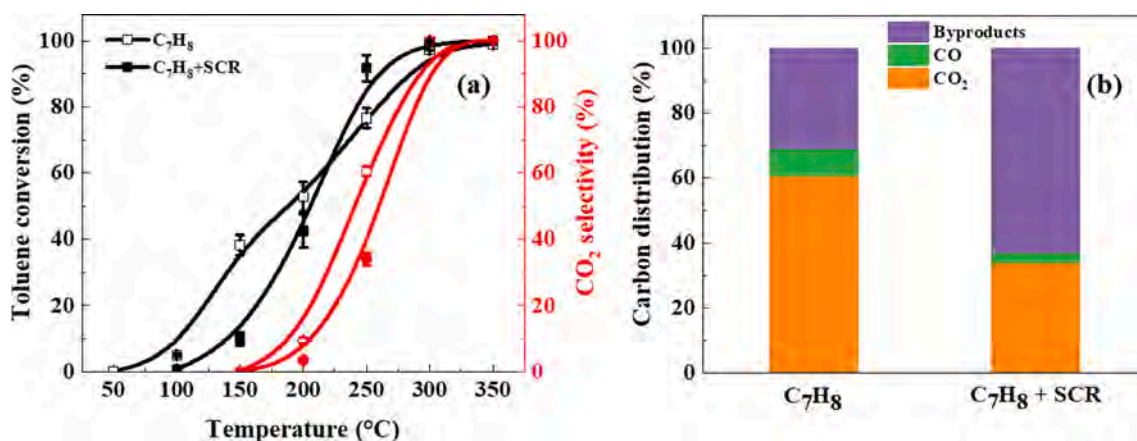 100
80
60
40
20
0
Toluene conversion (%)
C₇H₈
C₇H₈+SCR
(a)
100
80
60
40
20
0
CO₂ selectivity (%)
50 100 150 200 250 300 350
Temperature (°C)
100
80
60
40
20
0
Carbon distribution (%)
Byproducts
CO
CO₂
(b)
C₇H₈ C₇H₈ + SCR